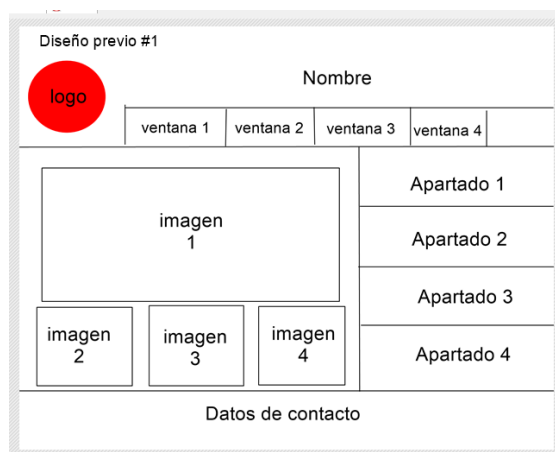 Diseño previo #1
logo
Nombre
ventana 1
ventana 2
ventana 3
ventana 4
imagen
1
imagen
2
imagen
3
imagen
4
Apartado 1
Apartado 2
Apartado 3
Apartado 4
Datos de contacto